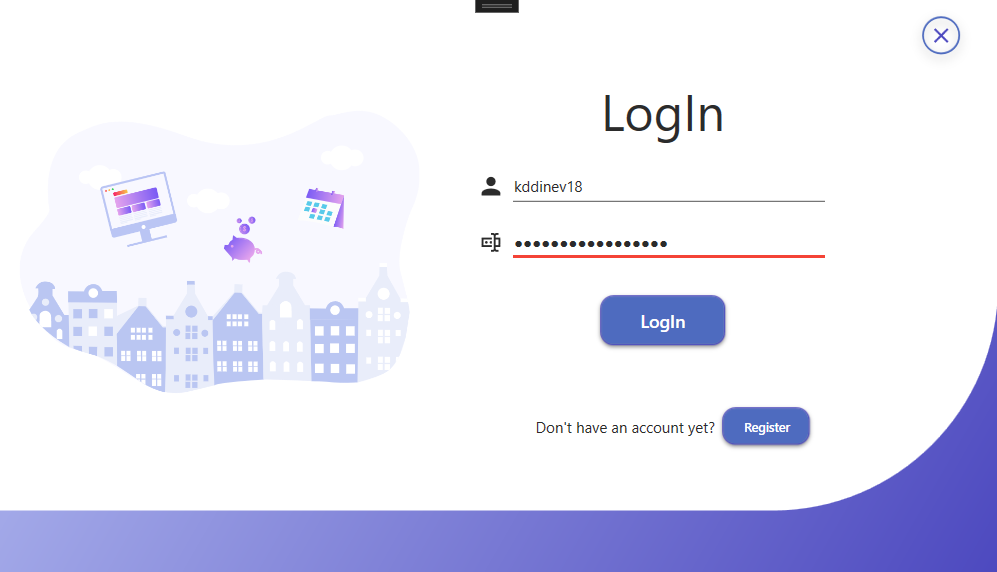 LogIn
kddinev18
•••••••••••••••••
LogIn
Don't have an account yet? Register